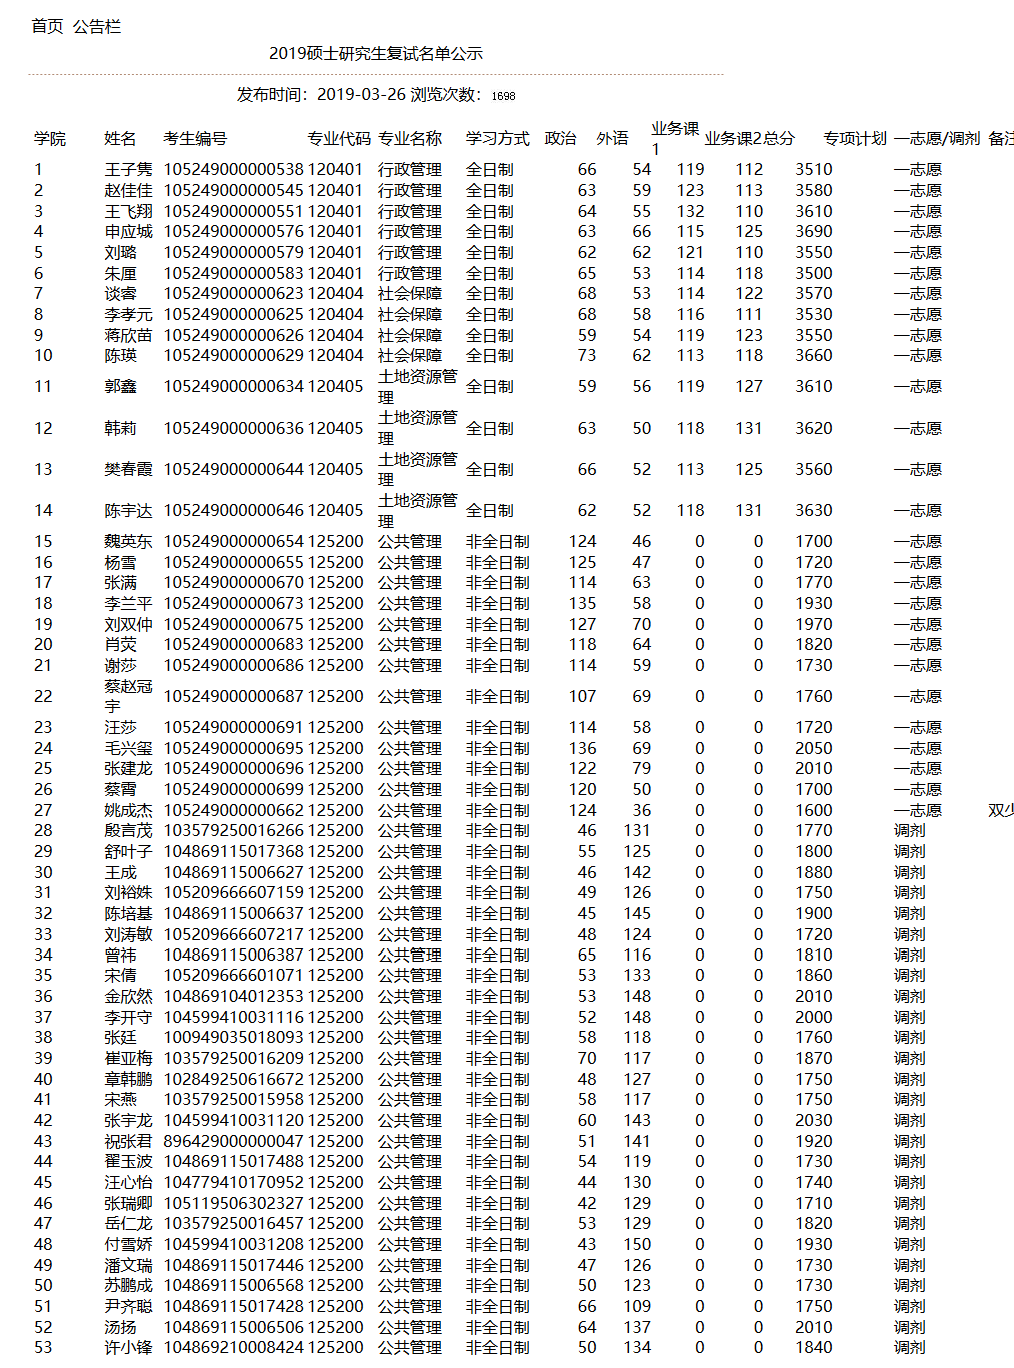 首页 公告栏
2019硕士研究生复试名单公示
发布时间：2019-03-26 浏览次数：1698
学院 姓名 考生编号 专业代码 专业名称 学习方式 政治 外语 业务课1 业务课2 总分 专项计划 一志愿/调剂 备注
1 王子隽 105249000000538 120401 行政管理 全日制 66 54 119 112 3510 一志愿
2 赵佳佳 105249000000545 120401 行政管理 全日制 63 59 123 113 3580 一志愿
3 王飞翔 105249000000551 120401 行政管理 全日制 64 55 132 110 3610 一志愿
4 申应城 105249000000576 120401 行政管理 全日制 63 66 115 125 3690 一志愿
5 刘璐 105249000000579 120401 行政管理 全日制 62 62 121 110 3550 一志愿
6 朱厘 105249000000583 120401 行政管理 全日制 65 53 114 118 3500 一志愿
7 谈睿 105249000000623 120404 社会保障 全日制 68 53 114 122 3570 一志愿
8 李孝元 105249000000625 120404 社会保障 全日制 68 58 116 111 3530 一志愿
9 蒋欣苗 105249000000626 120404 社会保障 全日制 59 54 119 123 3550 一志愿
10 陈瑛 105249000000629 120404 社会保障 全日制 73 62 113 118 3660 一志愿
11 郭鑫 105249000000634 120405 土地资源管理 全日制 59 56 119 127 3610 一志愿
12 韩莉 105249000000636 120405 土地资源管理 全日制 63 50 118 131 3620 一志愿
13 樊春霞 105249000000644 120405 土地资源管理 全日制 66 52 113 125 3560 一志愿
14 陈宇达 105249000000646 120405 土地资源管理 全日制 62 52 118 131 3630 一志愿
15 魏英东 105249000000654 125200 公共管理 非全日制 124 46 0 0 1700 一志愿
16 杨雪 105249000000655 125200 公共管理 非全日制 125 47 0 0 1720 一志愿
17 张满 105249000000670 125200 公共管理 非全日制 114 63 0 0 1770 一志愿
18 李兰平 105249000000673 125200 公共管理 非全日制 135 58 0 0 1930 一志愿
19 刘双仲 105249000000675 125200 公共管理 非全日制 127 70 0 0 1970 一志愿
20 肖荧 105249000000683 125200 公共管理 非全日制 118 64 0 0 1820 一志愿
21 谢莎 105249000000686 125200 公共管理 非全日制 114 59 0 0 1730 一志愿
22 蔡赵冠宇 105249000000687 125200 公共管理 非全日制 107 69 0 0 1760 一志愿
23 汪莎 105249000000691 125200 公共管理 非全日制 114 58 0 0 1720 一志愿
24 毛兴玺 105249000000695 125200 公共管理 非全日制 136 69 0 0 2050 一志愿
25 张建龙 105249000000696 125200 公共管理 非全日制 122 79 0 0 2010 一志愿
26 蔡霄 105249000000699 125200 公共管理 非全日制 120 50 0 0 1700 一志愿
27 姚成杰 105249000000662 125200 公共管理 非全日制 124 36 0 0 1600 一志愿 双少
28 殷言茂 103579250016266 125200 公共管理 非全日制 46 131 0 0 1770 调剂
29 舒叶子 104869115017368 125200 公共管理 非全日制 55 125 0 0 1800 调剂
30 王成 104869115006627 125200 公共管理 非全日制 46 142 0 0 1880 调剂
31 刘裕姝 105209666607159 125200 公共管理 非全日制 49 126 0 0 1750 调剂
32 陈培基 104869115006637 125200 公共管理 非全日制 45 145 0 0 1900 调剂
33 刘涛敏 105209666607217 125200 公共管理 非全日制 48 124 0 0 1720 调剂
34 曾祎 104869115006387 125200 公共管理 非全日制 65 116 0 0 1810 调剂
35 宋倩 105209666601071 125200 公共管理 非全日制 53 133 0 0 1860 调剂
36 金欣然 104869104012353 125200 公共管理 非全日制 53 148 0 0 2010 调剂
37 李开守 104599410031116 125200 公共管理 非全日制 52 148 0 0 2000 调剂
38 张廷 100949035018093 125200 公共管理 非全日制 58 118 0 0 1760 调剂
39 崔亚梅 103579250016209 125200 公共管理 非全日制 70 117 0 0 1870 调剂
40 章韩鹏 102849250616672 125200 公共管理 非全日制 48 127 0 0 1750 调剂
41 宋燕 103579250015958 125200 公共管理 非全日制 58 117 0 0 1750 调剂
42 张宇龙 104599410031120 125200 公共管理 非全日制 60 143 0 0 2030 调剂
43 祝张君 896429000000047 125200 公共管理 非全日制 51 141 0 0 1920 调剂
44 翟玉波 104869115017488 125200 公共管理 非全日制 54 119 0 0 1730 调剂
45 汪心怡 104779410170952 125200 公共管理 非全日制 44 130 0 0 1740 调剂
46 张瑞卿 105119506302327 125200 公共管理 非全日制 42 129 0 0 1710 调剂
47 岳仁龙 103579250016457 125200 公共管理 非全日制 53 129 0 0 1820 调剂
48 付雪娇 104599410031208 125200 公共管理 非全日制 43 150 0 0 1930 调剂
49 潘文瑞 104869115017446 125200 公共管理 非全日制 47 126 0 0 1730 调剂
50 苏鹏成 104869115006568 125200 公共管理 非全日制 50 123 0 0 1730 调剂
51 尹齐聪 104869115017428 125200 公共管理 非全日制 66 109 0 0 1750 调剂
52 汤扬 104869115006506 125200 公共管理 非全日制 64 137 0 0 2010 调剂
53 许小锋 104869210008424 125200 公共管理 非全日制 50 134 0 0 1840 调剂